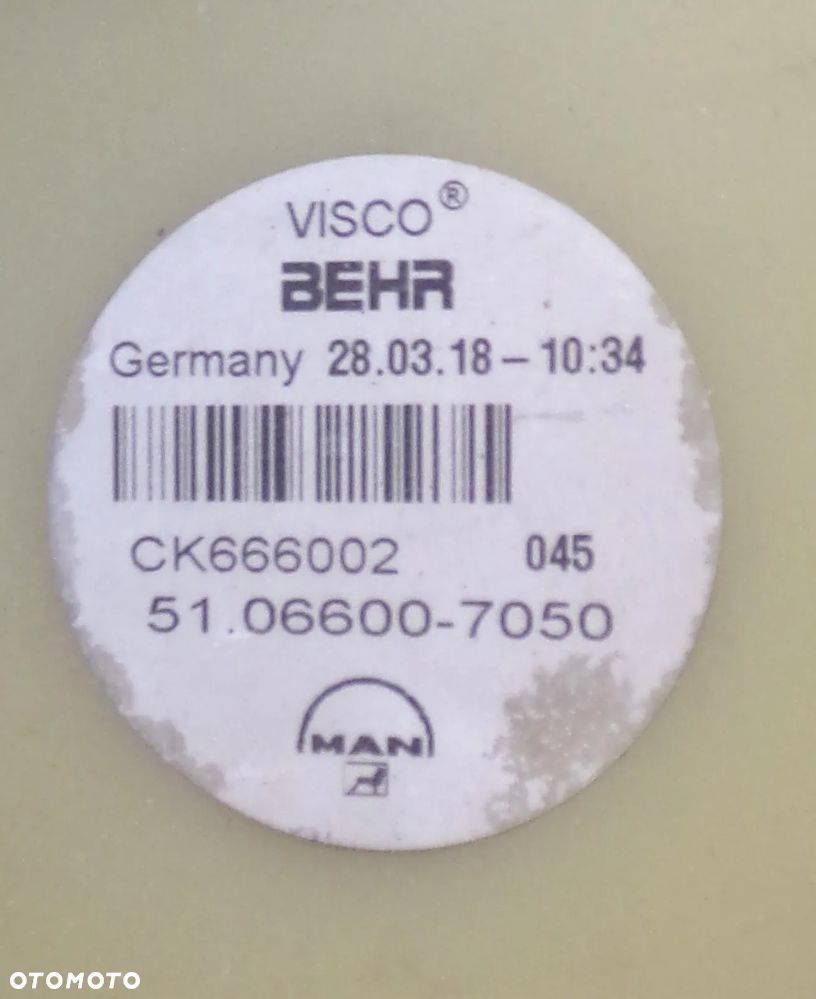 VISCO®
BEHR
Germany 28.03.18 – 10:34
CK666002 045
51.06600-7050
MAN
OTOMOTO